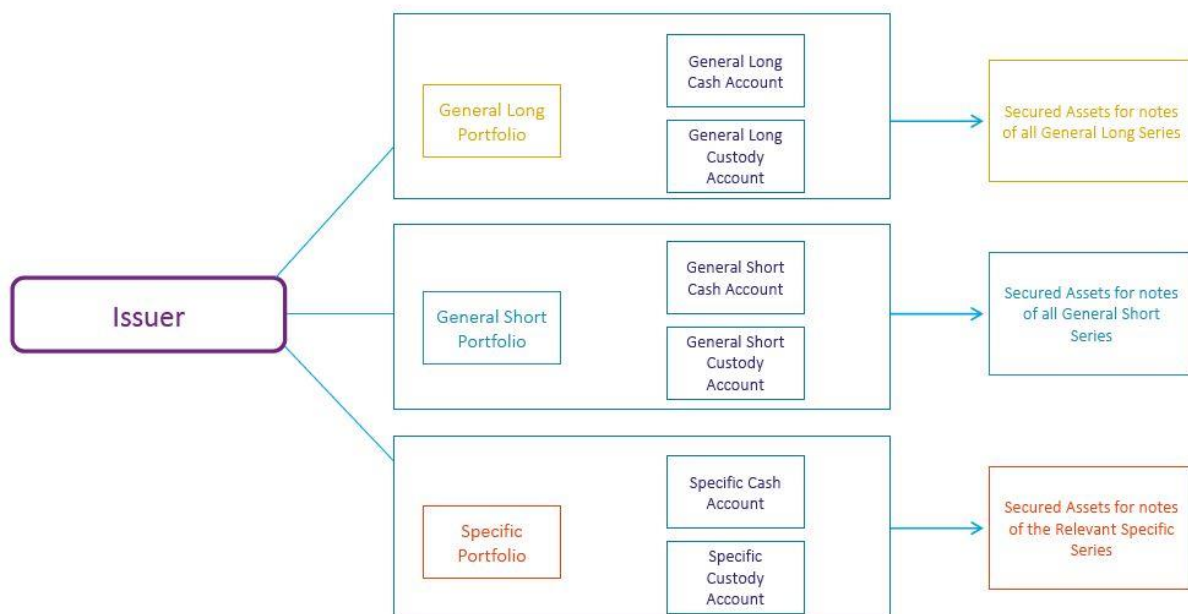 Issuer
General Long
Portfolio
General Long
Cash Account
General Long
Custody
Account
Secured Assets for notes
of all General Long Series
General Short
Portfolio
General Short
Cash Account
General Short
Custody
Account
Secured Assets for notes
of all General Short
Series
Specific
Portfolio
Specific Cash
Account
Specific
Custody
Account
Secured Assets for notes
of the Relevant Specific
Series